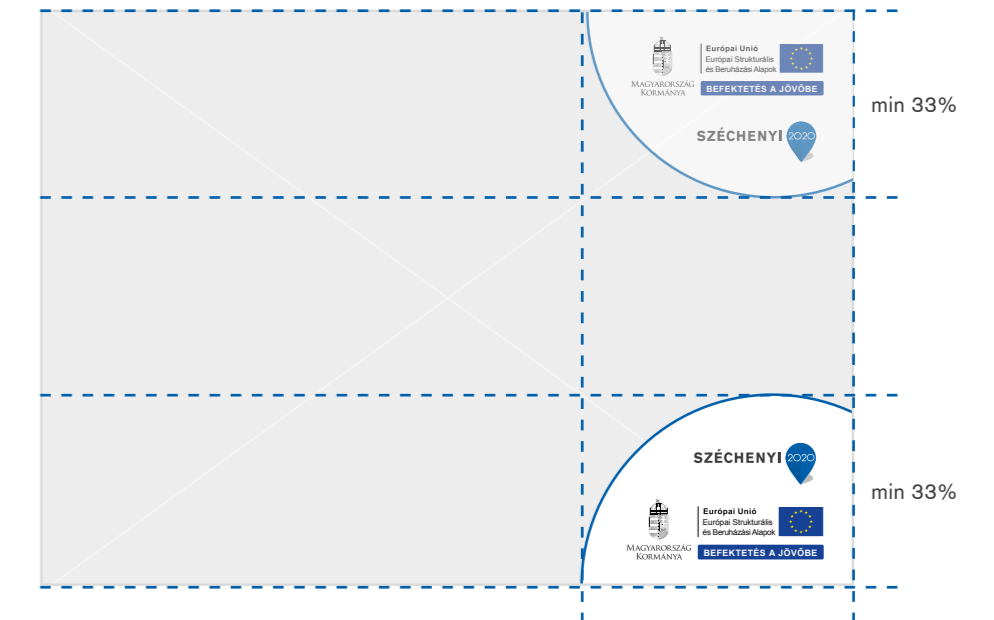 Európai Unió
Európai Strukturális
és Beruházási Alapok
MAGYARORSZÁG
KORMÁNYA
BEFEKTETÉS A JÖVŐBE
min 33%
SZÉCHENYI 2020
SZÉCHENYI 2020
min 33%
Európai Unió
Európai Strukturális
és Beruházási Alapok
MAGYARORSZÁG
KORMÁNYA
BEFEKTETÉS A JÖVŐBE